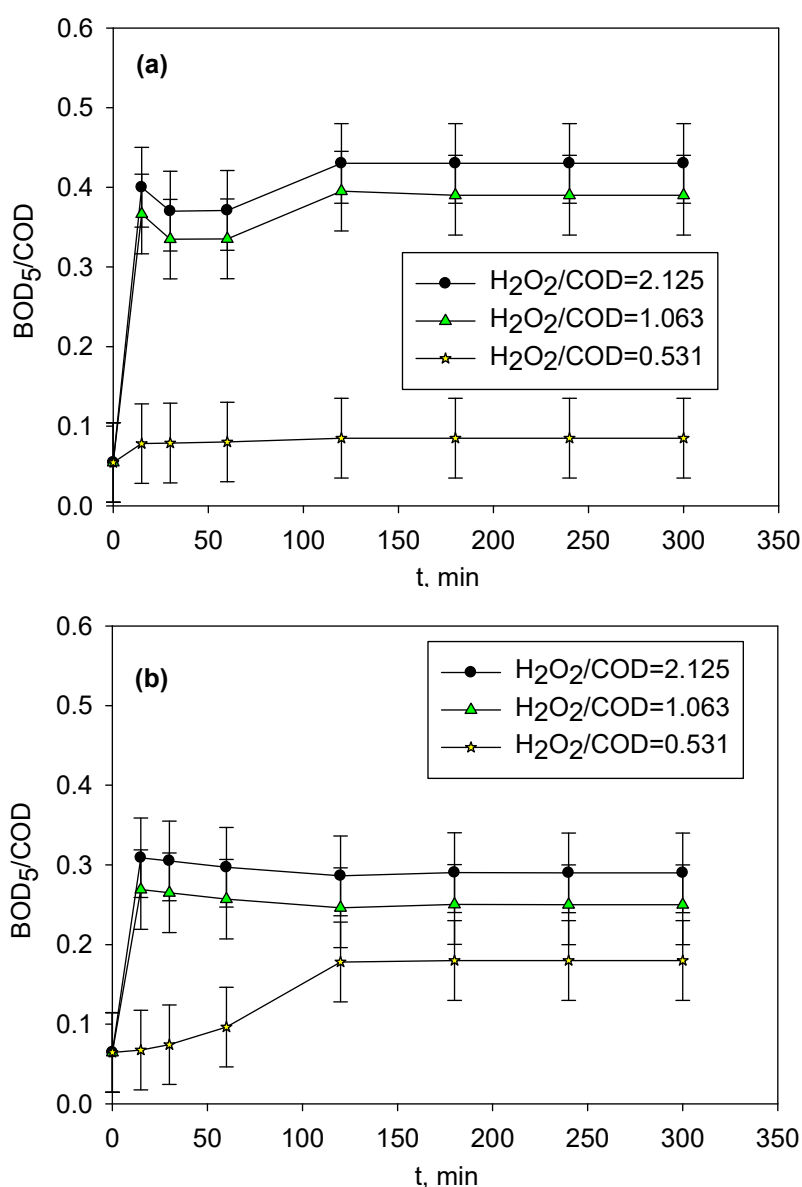 0.6
(a)
0.5
0.4
0.3
0.2
0.1
0.0
BOD5/COD
H2O2/COD=2.125
H2O2/COD=1.063
H2O2/COD=0.531
0 50 100 150 200 250 300 350
t, min
0.6
(b)
0.5
0.4
0.3
0.2
0.1
0.0
BOD5/COD
H2O2/COD=2.125
H2O2/COD=1.063
H2O2/COD=0.531
0 50 100 150 200 250 300 350
t, min